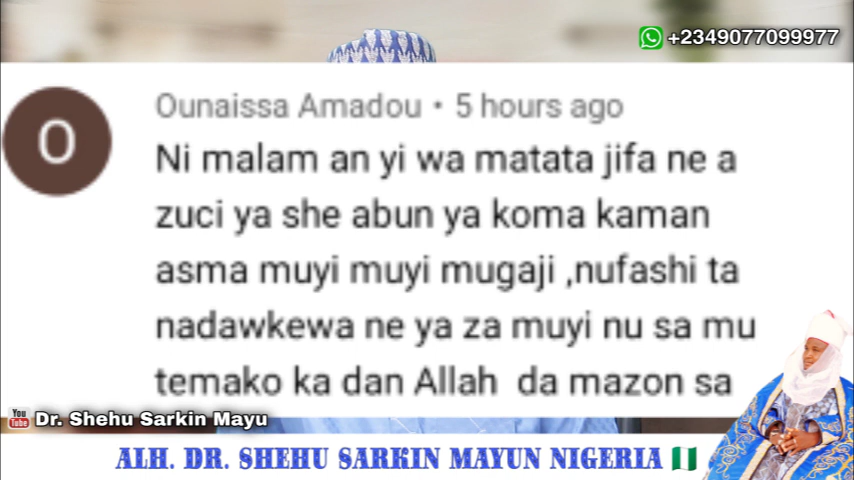 +2349077099977
O
Ounaissa Amadou • 5 hours ago
Ni malam an yi wa matata jifa ne a
zuci ya she abun ya koma kaman
asma muyi muyi mugaji ,nufashi ta
nadawkewa ne ya za muyi nu sa mu
temako ka dan Allah da mazon sa
You
Tube
Dr. Shehu Sarkin Mayu
ALH. DR. SHEHU SARKIN MAYUN NIGERIA